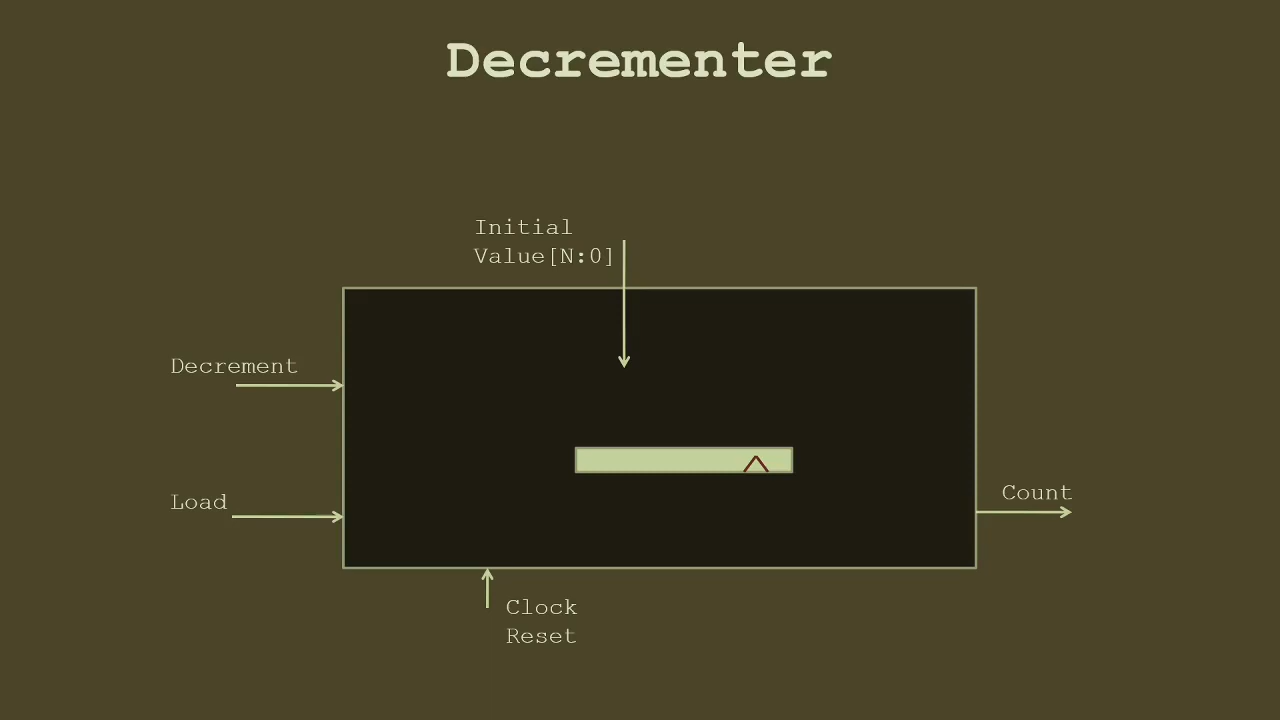 Decrementer
Initial
Value[N:0]
Decrement
Load
Count
Clock
Reset